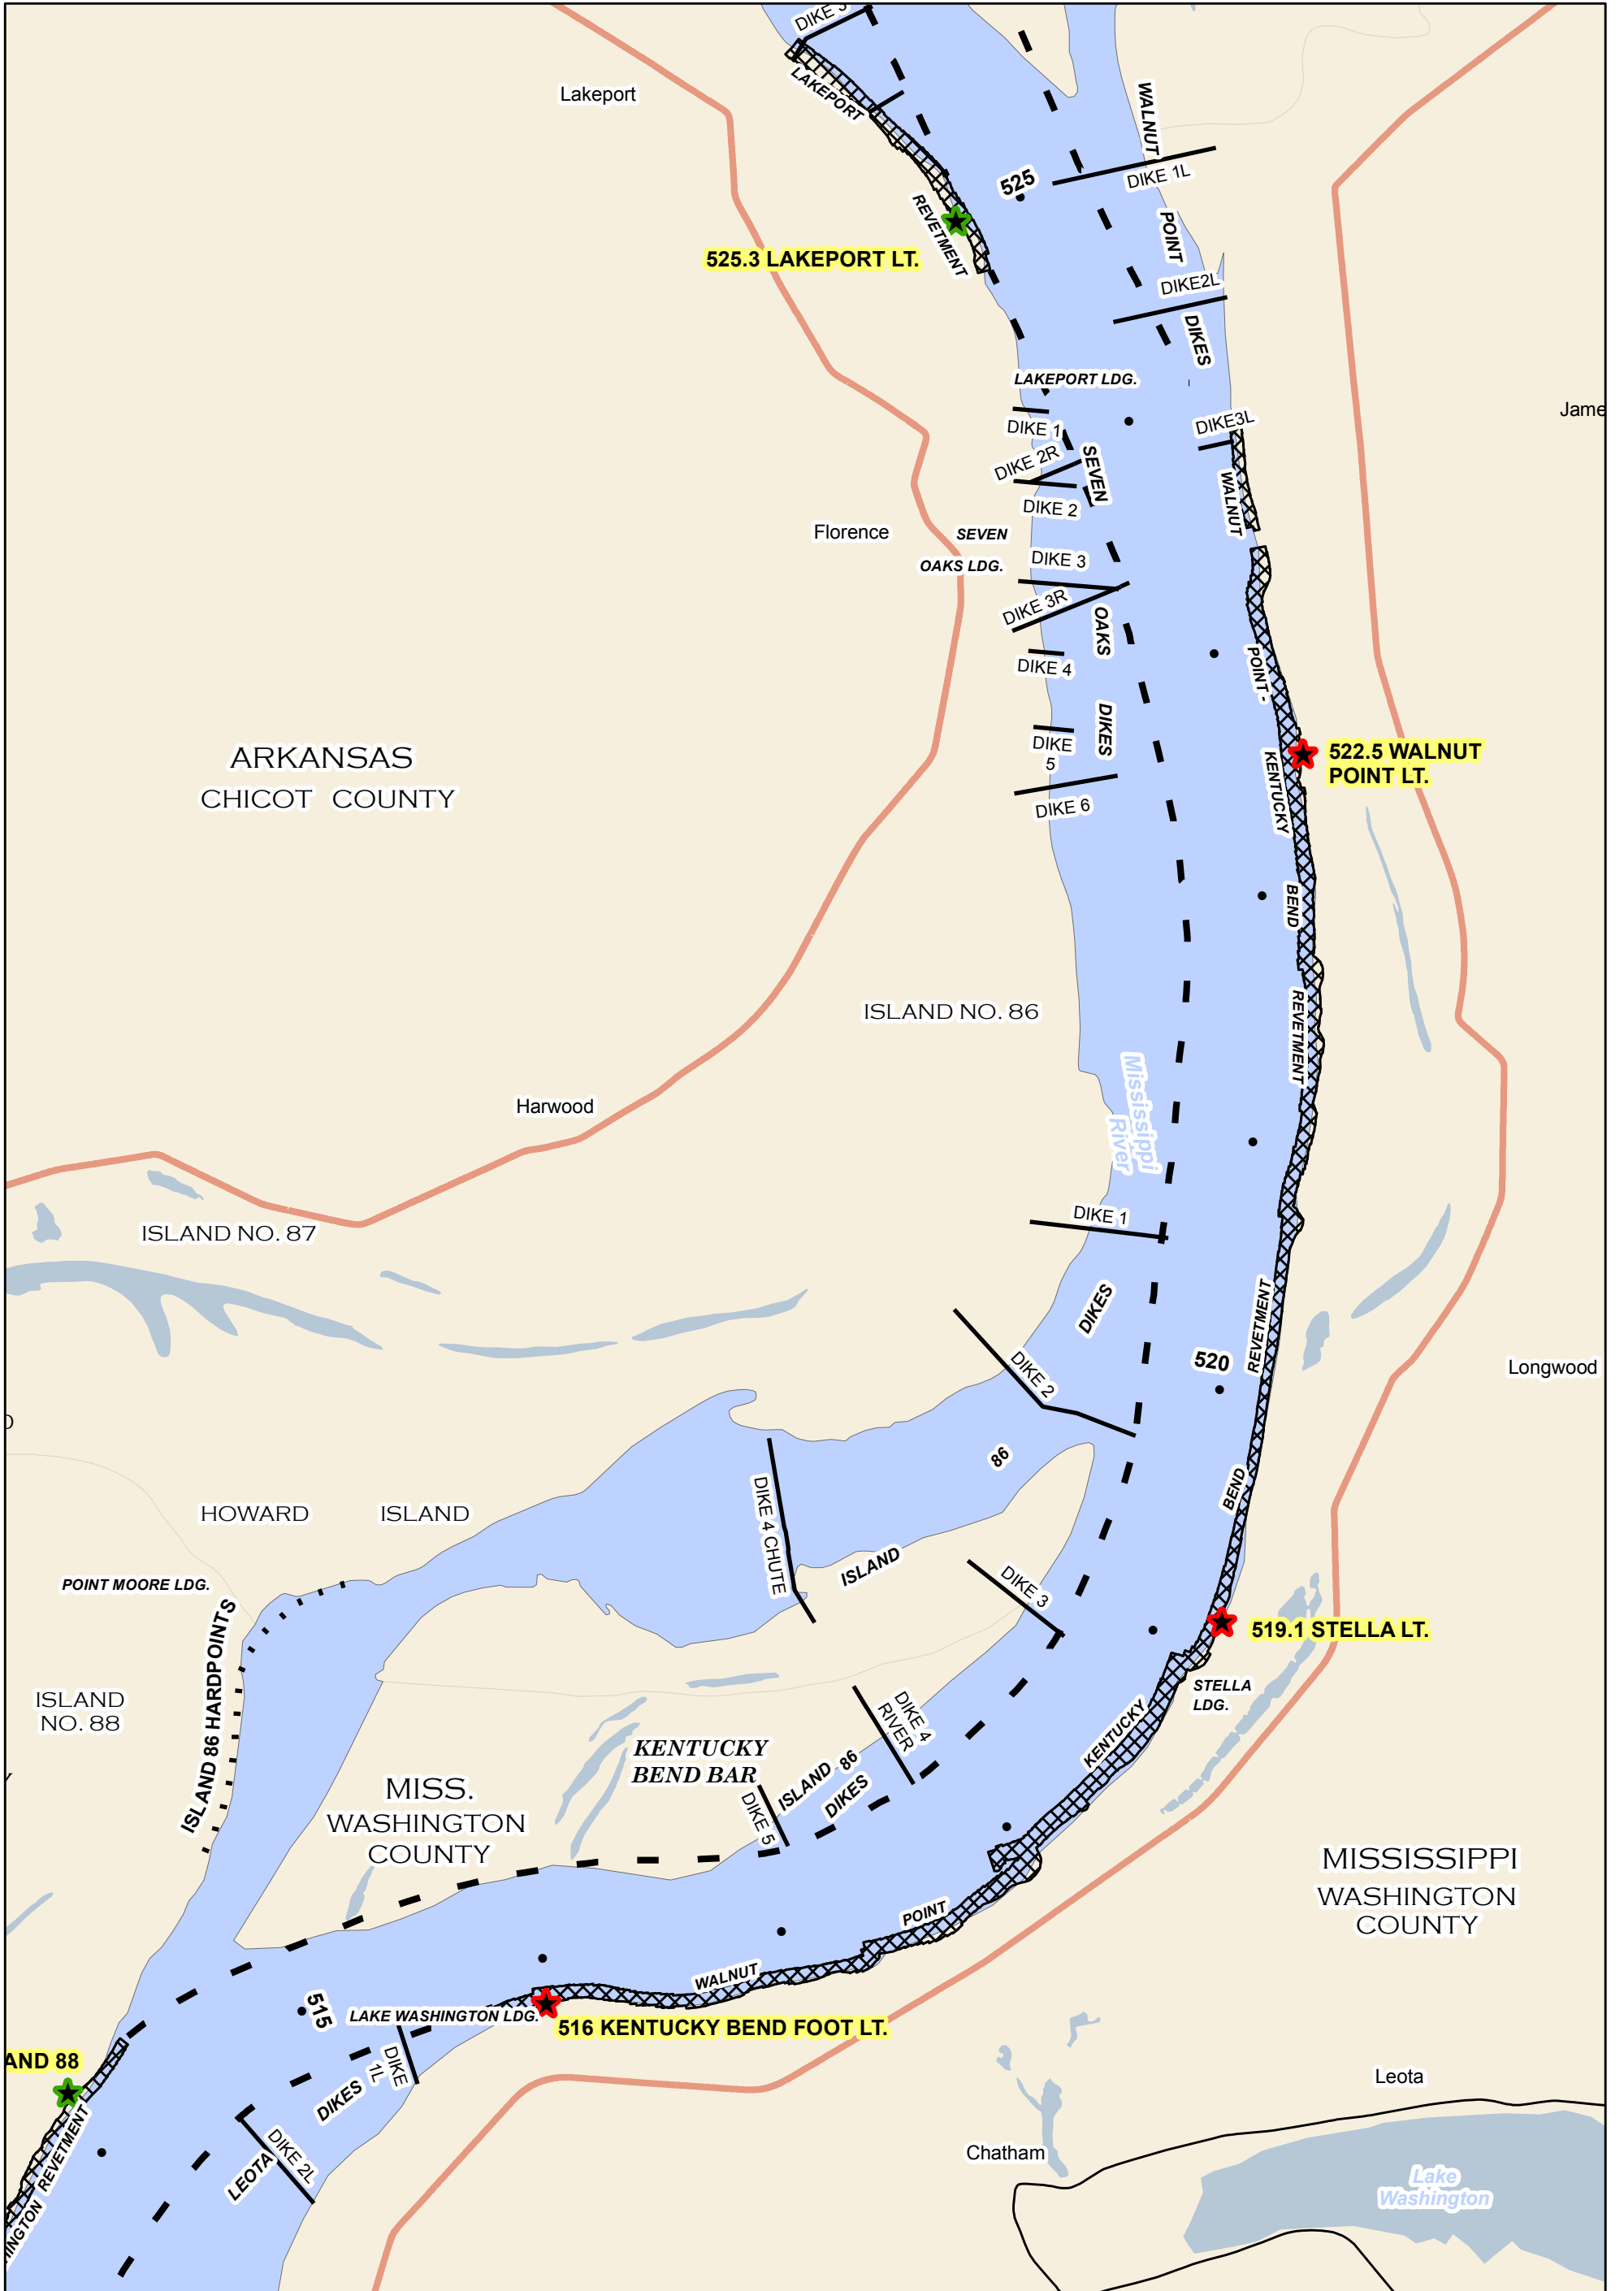 DIKE 3
LAKEPORT
REVETMENT
Lakeport
WALNUT
525
DIKE 1L
525.3 LAKEPORT LT.
POINT
DIKE2L
DIKES
LAKEPORT LDG.
DIKE 1
DIKE3L
Jame
DIKE 2R
SEVEN
DIKE 2
WALNUT
Florence
SEVEN
OAKS LDG.
DIKE 3
DIKE 3R
OAKS
DIKE 4
POINT -
DIKES
DIKE
5
ARKANSAS
CHICOT COUNTY
522.5 WALNUT
POINT LT.
KENTUCKY
DIKE 6
BEND
ISLAND NO. 86
REVETMENT
Mississippi
River
Harwood
ISLAND NO. 87
DIKE 1
DIKES
REVETMENT
520
DIKE 2
Longwood
86
BEND
DIKE 4 CHUTE
HOWARD ISLAND
ISLAND
DIKE 3
POINT MOORE LDG.
ISLAND 86 HARDPOINTS
519.1 STELLA LT.
STELLA
LDG.
ISLAND
NO. 88
DIKE 4
RIVER
KENTUCKY
KENTUCKY
BEND BAR
ISLAND 86
DIKES
DIKE 5
MISS.
WASHINGTON
COUNTY
MISSISSIPPI
WASHINGTON
COUNTY
POINT
WALNUT
515
LAKE WASHINGTON LDG.
516 KENTUCKY BEND FOOT LT.
AND 88
DIKE
1L
DIKES
Leota
REVETMENT
DIKE 2L
LEOTA
Chatham
Lake
Washington
INGTON